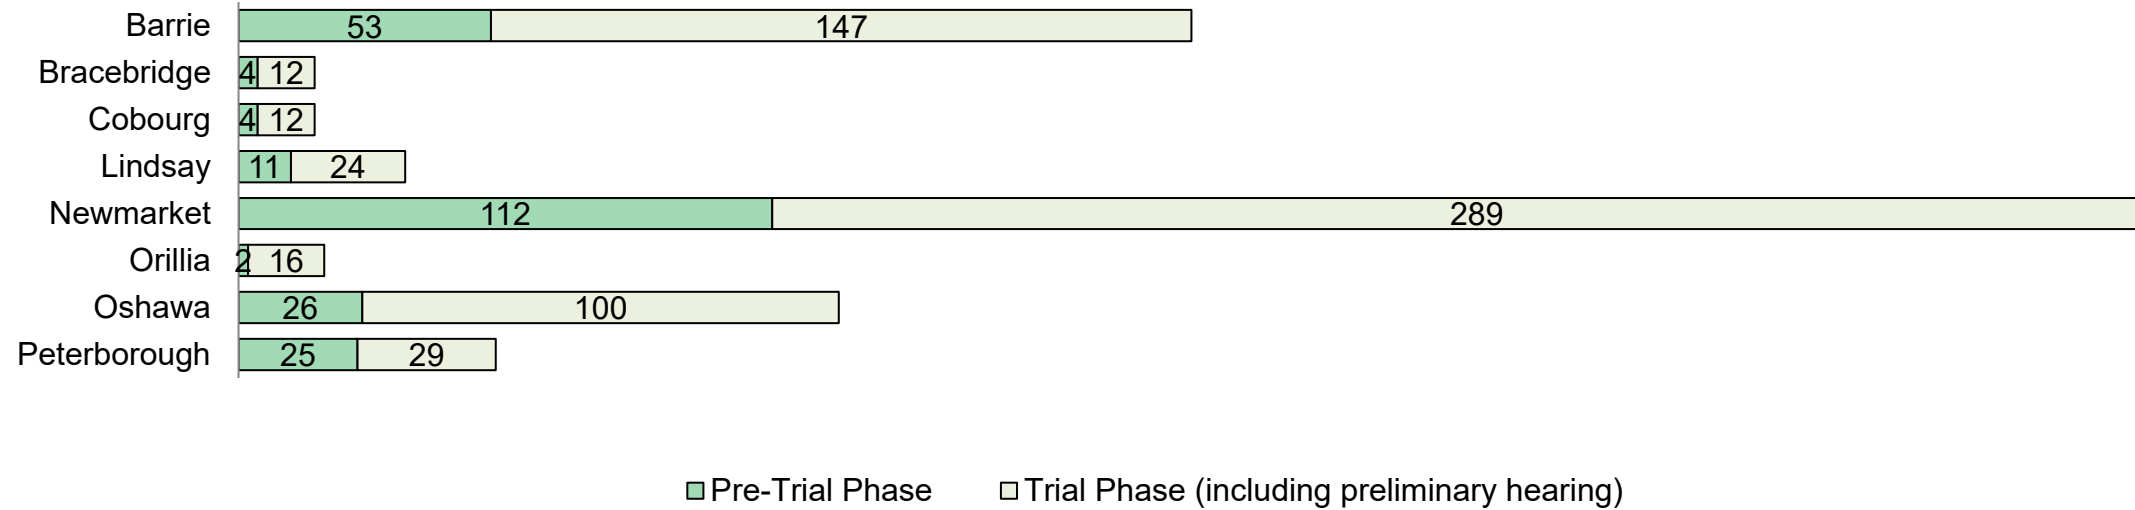 Barrie 53 147
Bracebridge 4 12
Cobourg 4 12
Lindsay 11 24
Newmarket 112 289
Orillia 2 16
Oshawa 26 100
Peterborough 25 29
Pre-Trial Phase Trial Phase (including preliminary hearing)